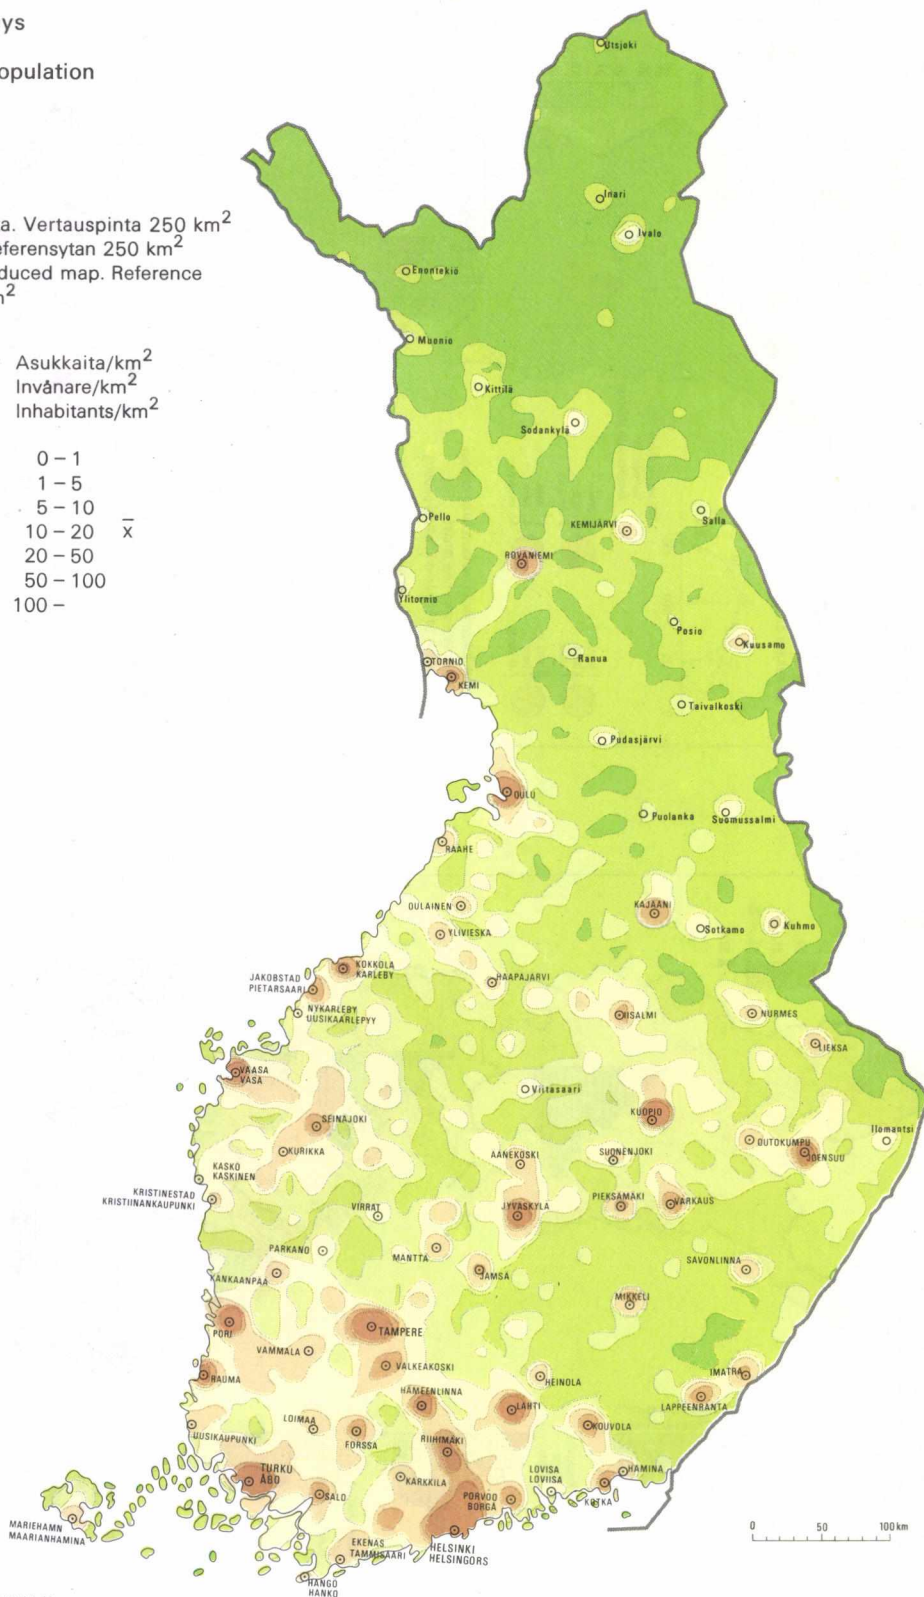 ys
opulation
ka. Vertauspinta 250 km²
eferensytan 250 km²
duced map. Reference
m²
Asukkaita/km²
Invånare/km²
Inhabitants/km²
0 – 1
1 – 5
5 – 10
10 – 20 x̄
20 – 50
50 – 100
100 –
Utsjoki
Inari
Ivalo
Enontekiö
Muonio
Kittilä
Sodankylä
Pello
KEMIJÄRVI
Salla
ROVANIEMI
Ylitornio
Posio
Kuusamo
Ranua
TORNIO
KEMI
Taivalkoski
Pudasjärvi
OULU
Puolanka
Suomussalmi
RAAHE
OULAINEN
KAJAANI
Sotkamo
Kuhmo
YLIVIESKA
KOKKOLA
KARLEBY
HAAPAJÄRVI
JAKOBSTAD
PIETARSAARI
NYKARLEBY
UUSIKAARLEPYY
IISALMI
NURMES
LIEKSA
VAASA
VASA
Viitasaari
SEINÄJOKI
KUOPIO
Ilomantsi
KURIKKA
OUTOKUMPU
JOENSUU
ÄÄNEKOSKI
SUONENJOKI
KASKÖ
KASKINEN
KRISTINESTAD
KRISTIINANKAUPUNKI
VIRRAT
JYVÄSKYLÄ
PIEKSÄMÄKI
VARKAUS
PARKANO
MÄNTTÄ
KANKAANPÄÄ
JÄMSÄ
SAVONLINNA
MIKKELI
PORI
TAMPERE
VAMMALA
VALKEAKOSKI
RAUMA
HEINOLA
IMATRA
HÄMEENLINNA
LAHTI
LAPPEENRANTA
UUSIKAUPUNKI
LOIMAA
FORSSA
RIIHIMÄKI
KOUVOLA
TURKU
ÅBO
KARKKILA
LOVISA
LOVIISA
HAMINA
SALO
PORVOO
BORGÅ
KOTKA
MARIEHAMN
MAARIANHAMINA
EKENÄS
TAMMISAARI
HELSINKI
HELSINGFORS
HANGÖ
HANKO
0 50 100 km